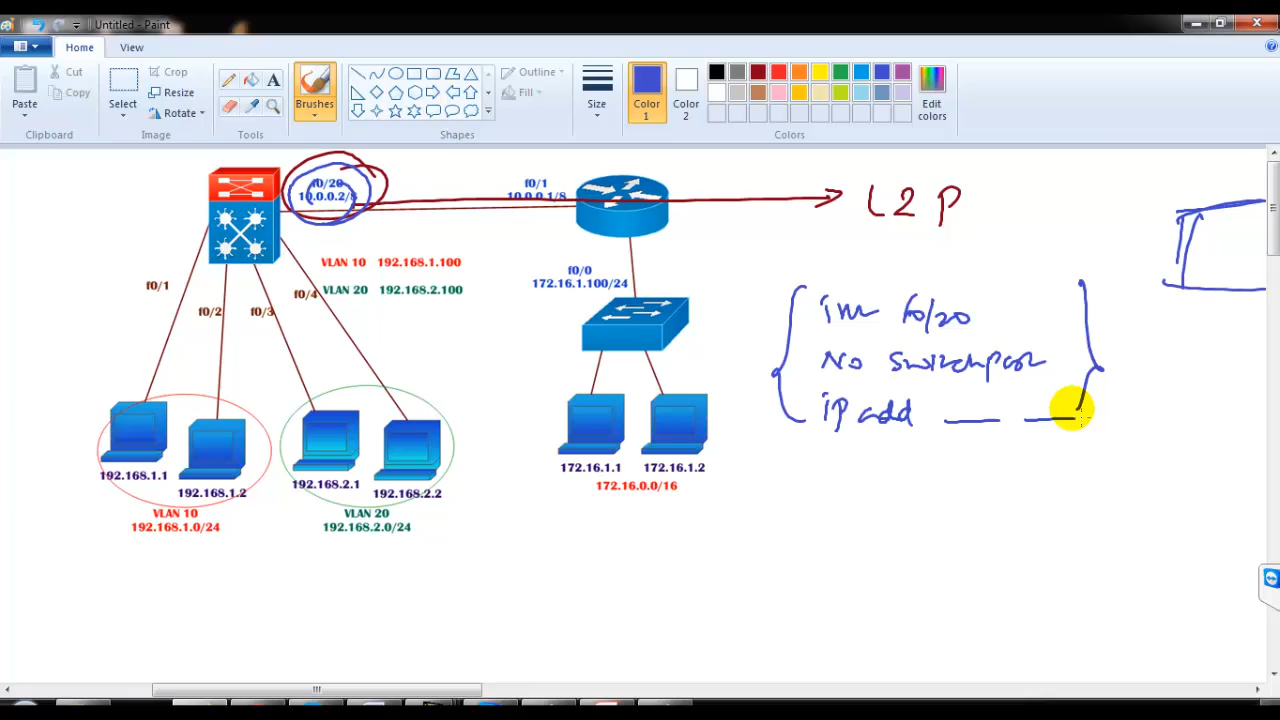 Untitled - Paint
Home View
Cut
Copy
Paste
Clipboard
Crop
Resize
Rotate
Select
Image
Tools
Brushes
Outline
Fill
Shapes
Size
Color 1
Color 2
Edit colors
Colors
f0/20
10.0.0.2/8
f0/1
10.0.0.1/8
L2 P
VLAN 10 192.168.1.100
VLAN 20 192.168.2.100
f0/0
172.16.1.100/24
f0/1
f0/2
f0/3
f0/4
int f0/20
No switchport
ip add
192.168.1.1
192.168.1.2
192.168.2.1
192.168.2.2
172.16.1.1
172.16.1.2
172.16.0.0/16
VLAN 10
192.168.1.0/24
VLAN 20
192.168.2.0/24